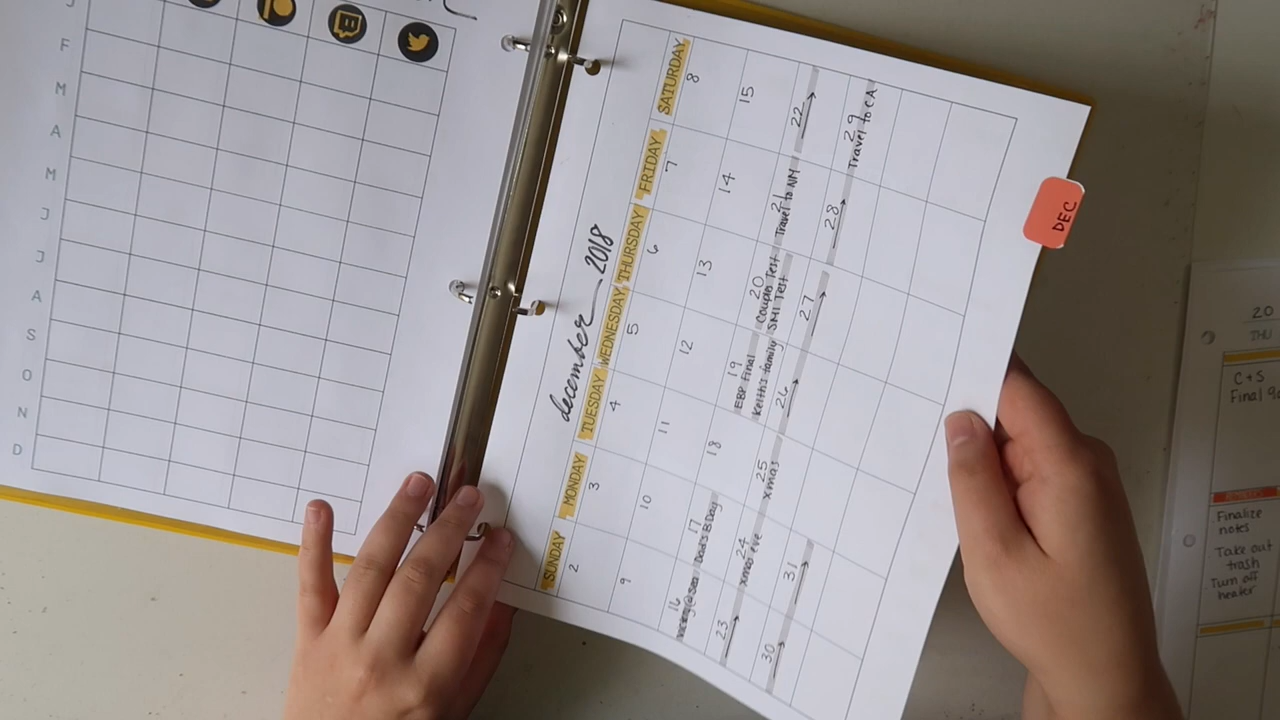 J
F
M
A
M
J
J
A
S
O
N
D
december 2018
SUNDAY MONDAY TUESDAY WEDNESDAY THURSDAY FRIDAY SATURDAY
2 3 4 5 6 7 8
9 10 11 12 13 14 15
16 17 18 19 20 21 22
Dad's B Day EBP Final Couples Test Travel to NM
Keith's family SMI Test
23 24 25 26 27 28 29
xmas eve xmas Travel to CA
30 31
DEC
20
THU
C+S
Final
Finalize
notes
Take out
trash
Turn off
heater